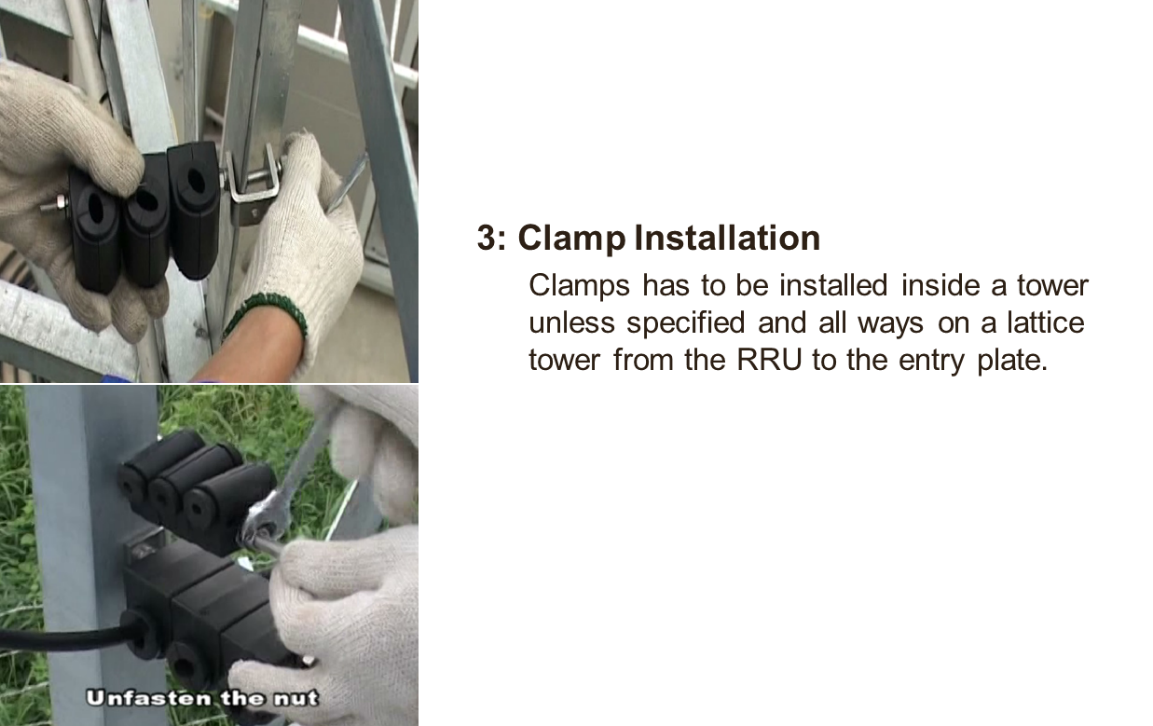 3: Clamp Installation
Clamps has to be installed inside a tower
unless specified and all ways on a lattice
tower from the RRU to the entry plate.
Unfasten the nut